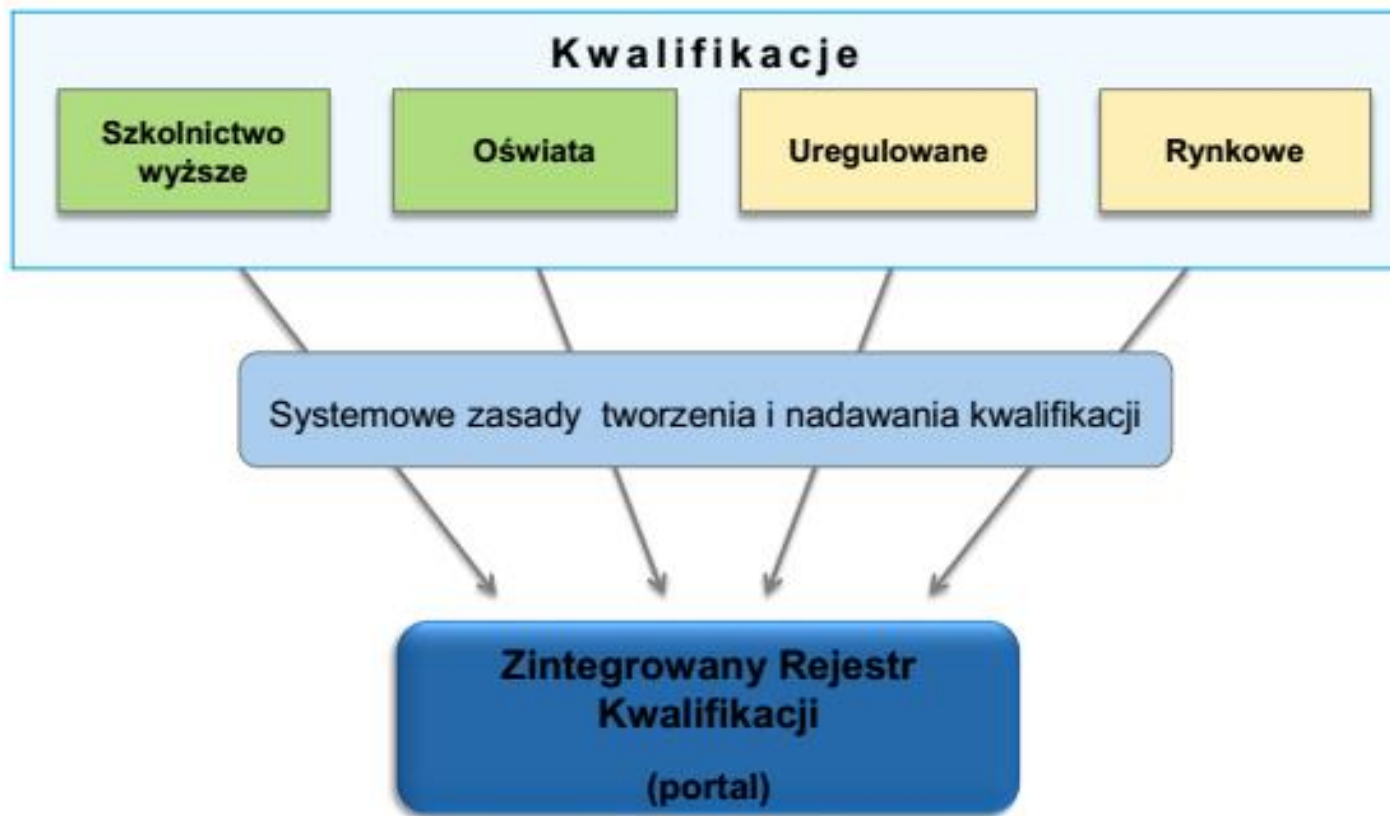 Kwalifikacje
Szkolnictwo
wyższe
Oświata
Uregulowane
Rynkowe
Systemowe zasady  tworzenia i nadawania kwalifikacji
Zintegrowany Rejestr
Kwalifikacji
(portal)